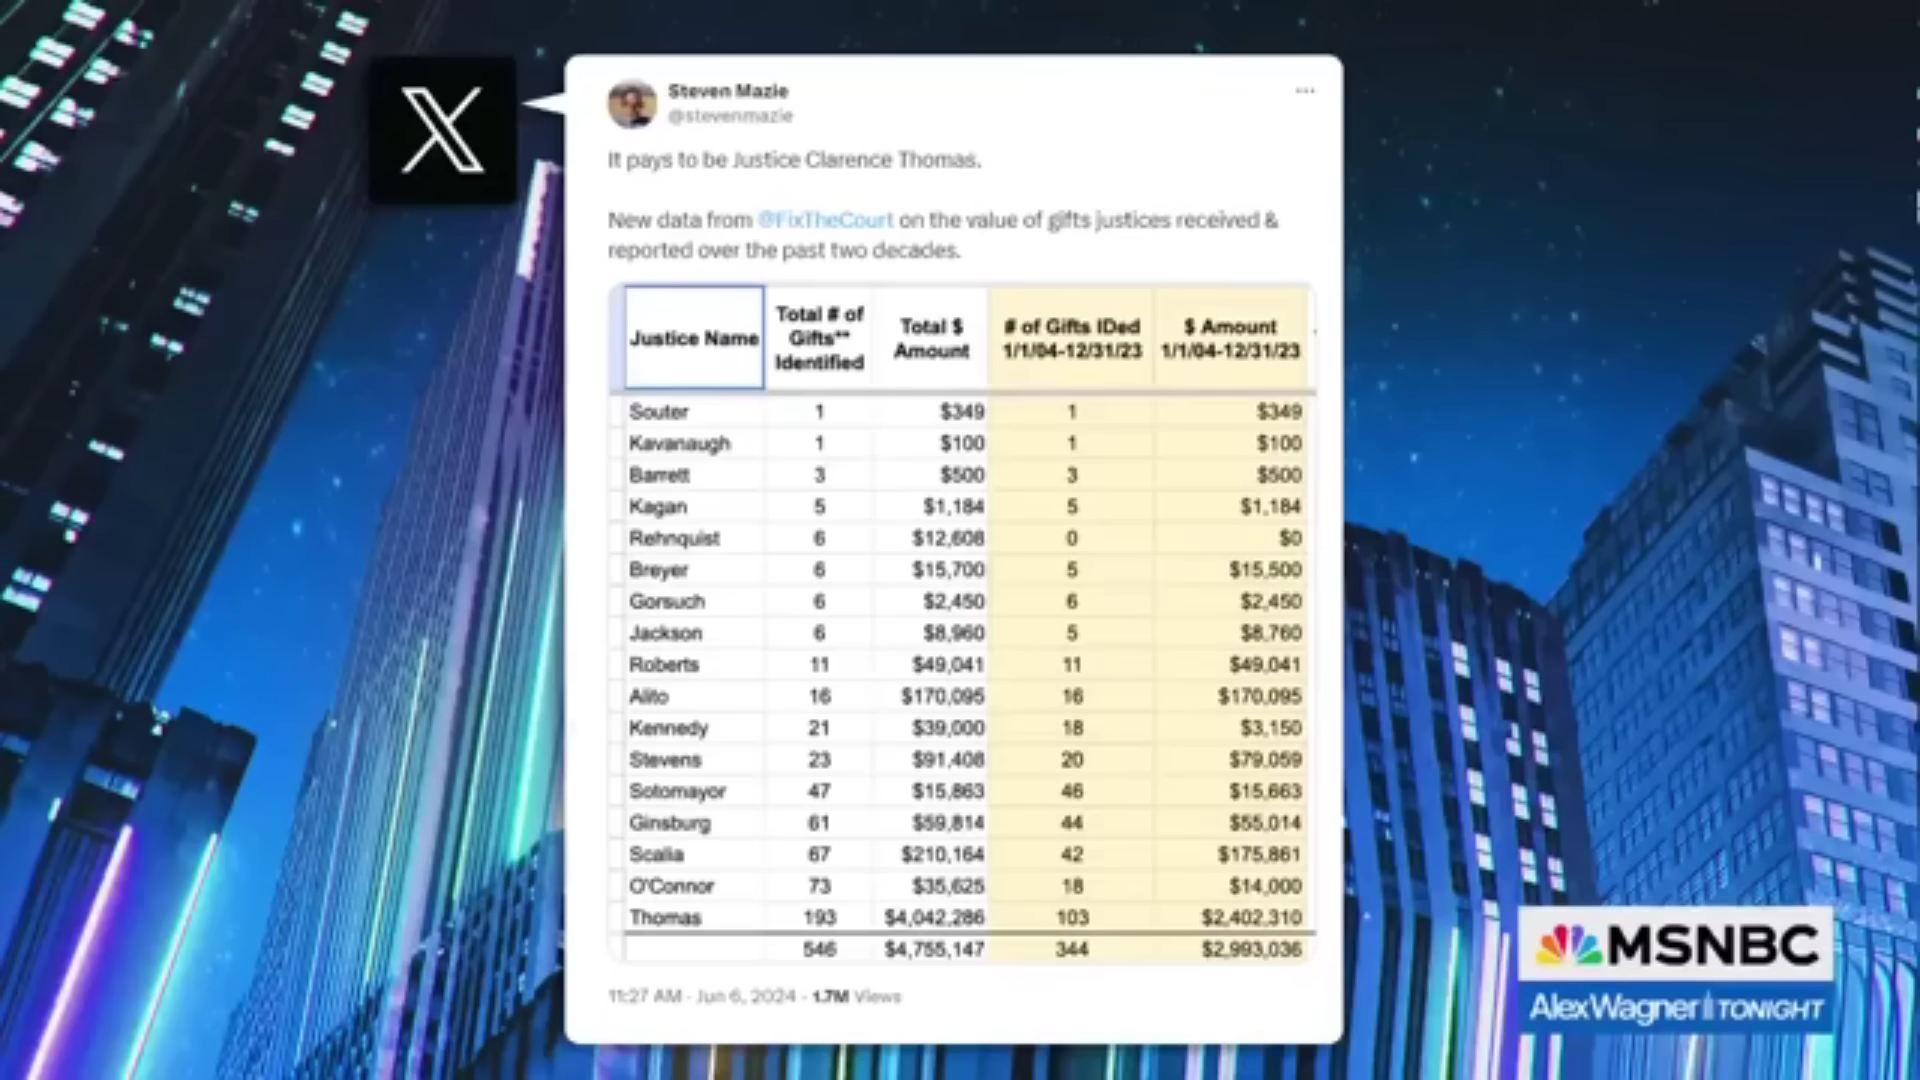 X
Steven Mazie
@stevenmazie
It pays to be Justice Clarence Thomas.
New data from @FixTheCourt on the value of gifts justices received &
reported over the past two decades.
Justice Name Total # of Gifts** Identified Total $ Amount # of Gifts IDed 1/1/04-12/31/23 $ Amount 1/1/04-12/31/23
Souter 1 $349 1 $349
Kavanaugh 1 $100 1 $100
Barrett 3 $500 3 $500
Kagan 5 $1,184 5 $1,184
Rehnquist 6 $12,608 0 $0
Breyer 6 $15,700 5 $15,500
Gorsuch 6 $2,450 6 $2,450
Jackson 6 $8,960 5 $8,760
Roberts 11 $49,041 11 $49,041
Alito 16 $170,095 16 $170,095
Kennedy 21 $39,000 18 $3,150
Stevens 23 $91,408 20 $79,059
Sotomayor 47 $15,863 46 $15,663
Ginsburg 61 $59,814 44 $55,014
Scalia 67 $210,164 42 $175,861
O'Connor 73 $35,625 18 $14,000
Thomas 193 $4,042,286 103 $2,402,310
546 $4,755,147 344 $2,993,036
11:27 AM - Jun 6, 2024 - 1.7M Views
MSNBC
Alex Wagner TONIGHT